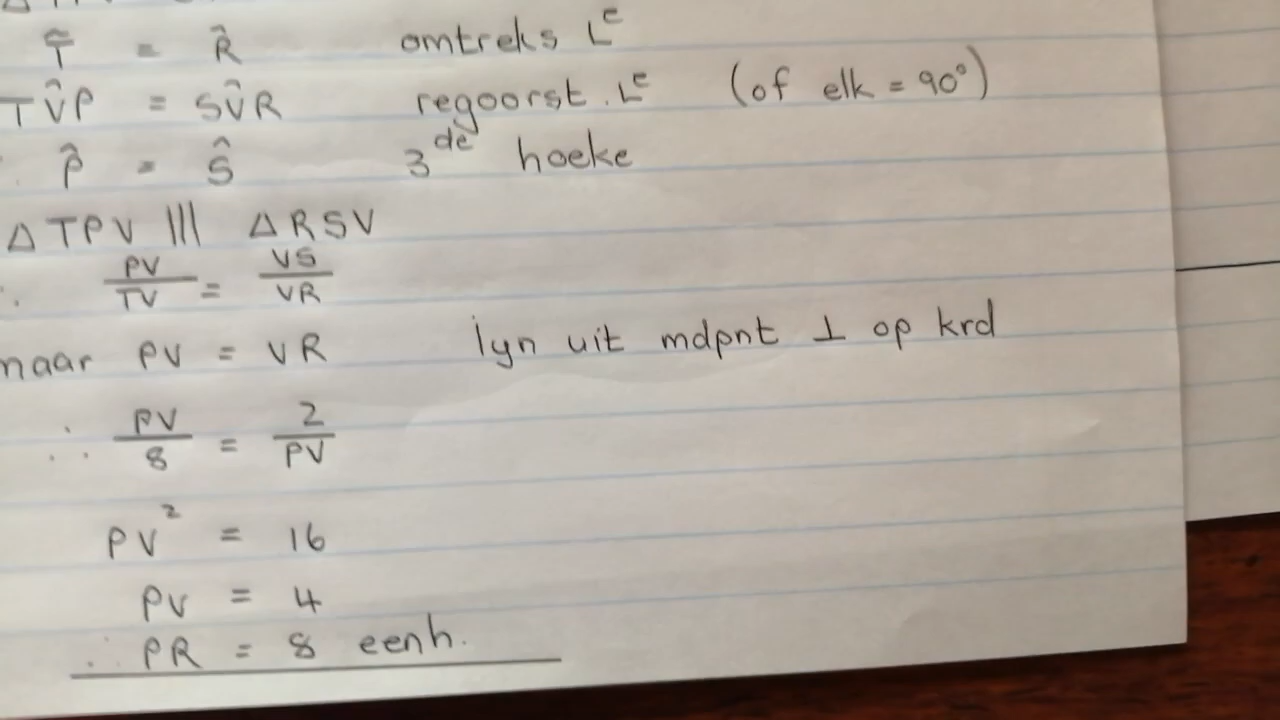 T̂ = R̂ omtreks ∠ᵉ
TV̂P = SV̂R regoorst. ∠ᵉ (of elk = 90°)
P̂ = Ŝ 3de hoeke
△TPV ||| △RSV
∴ PV/TV = VS/VR
maar PV = VR lyn uit mdpnt ⊥ op krd
∴ PV/8 = 2/PV
PV² = 16
PV = 4
∴ PR = 8 eenh.